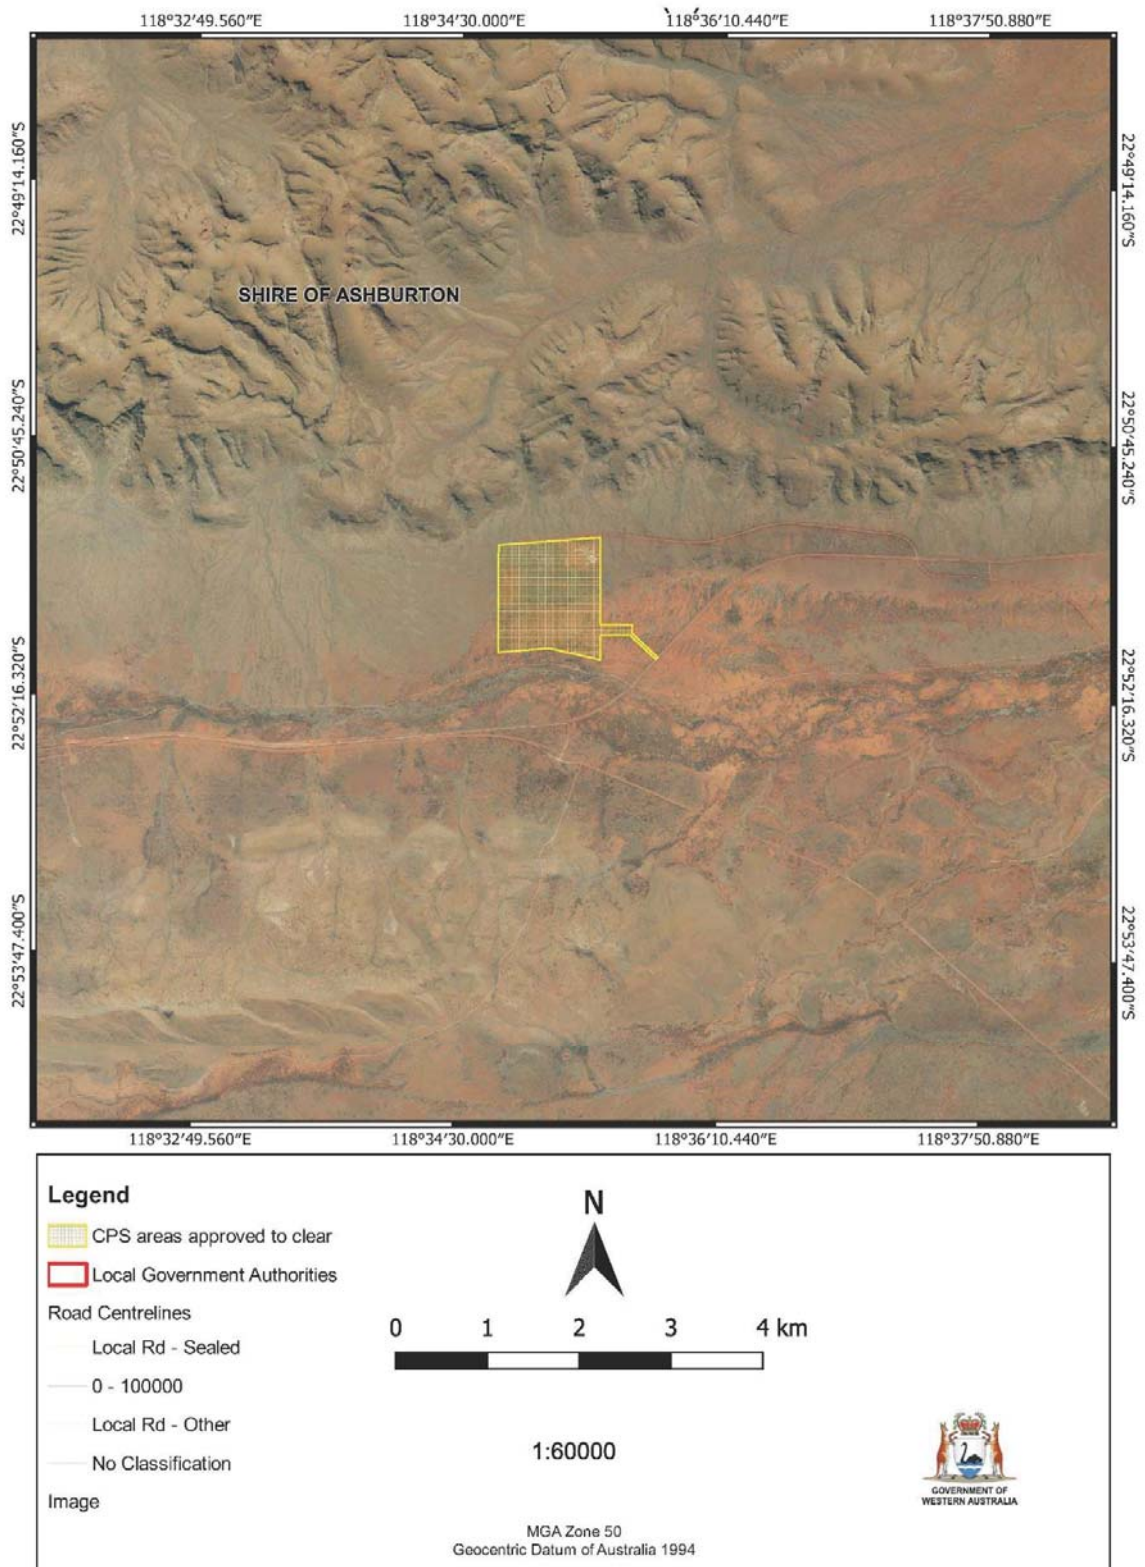 118°32′49.560″E 118°34′30.000″E 118°36′10.440″E 118°37′50.880″E
22°49′14.160″S
22°49′14.160″S
SHIRE OF ASHBURTON
22°50′45.240″S
22°50′45.240″S
22°52′16.320″S
22°52′16.320″S
22°53′47.400″S
22°53′47.400″S
118°32′49.560″E 118°34′30.000″E 118°36′10.440″E 118°37′50.880″E
Legend
CPS areas approved to clear
Local Government Authorities
Road Centrelines
Local Rd - Sealed
0 - 100000
Local Rd - Other
No Classification
Image
N
0 1 2 3 4 km
1:60000
MGA Zone 50
Geocentric Datum of Australia 1994
GOVERNMENT OF
WESTERN AUSTRALIA